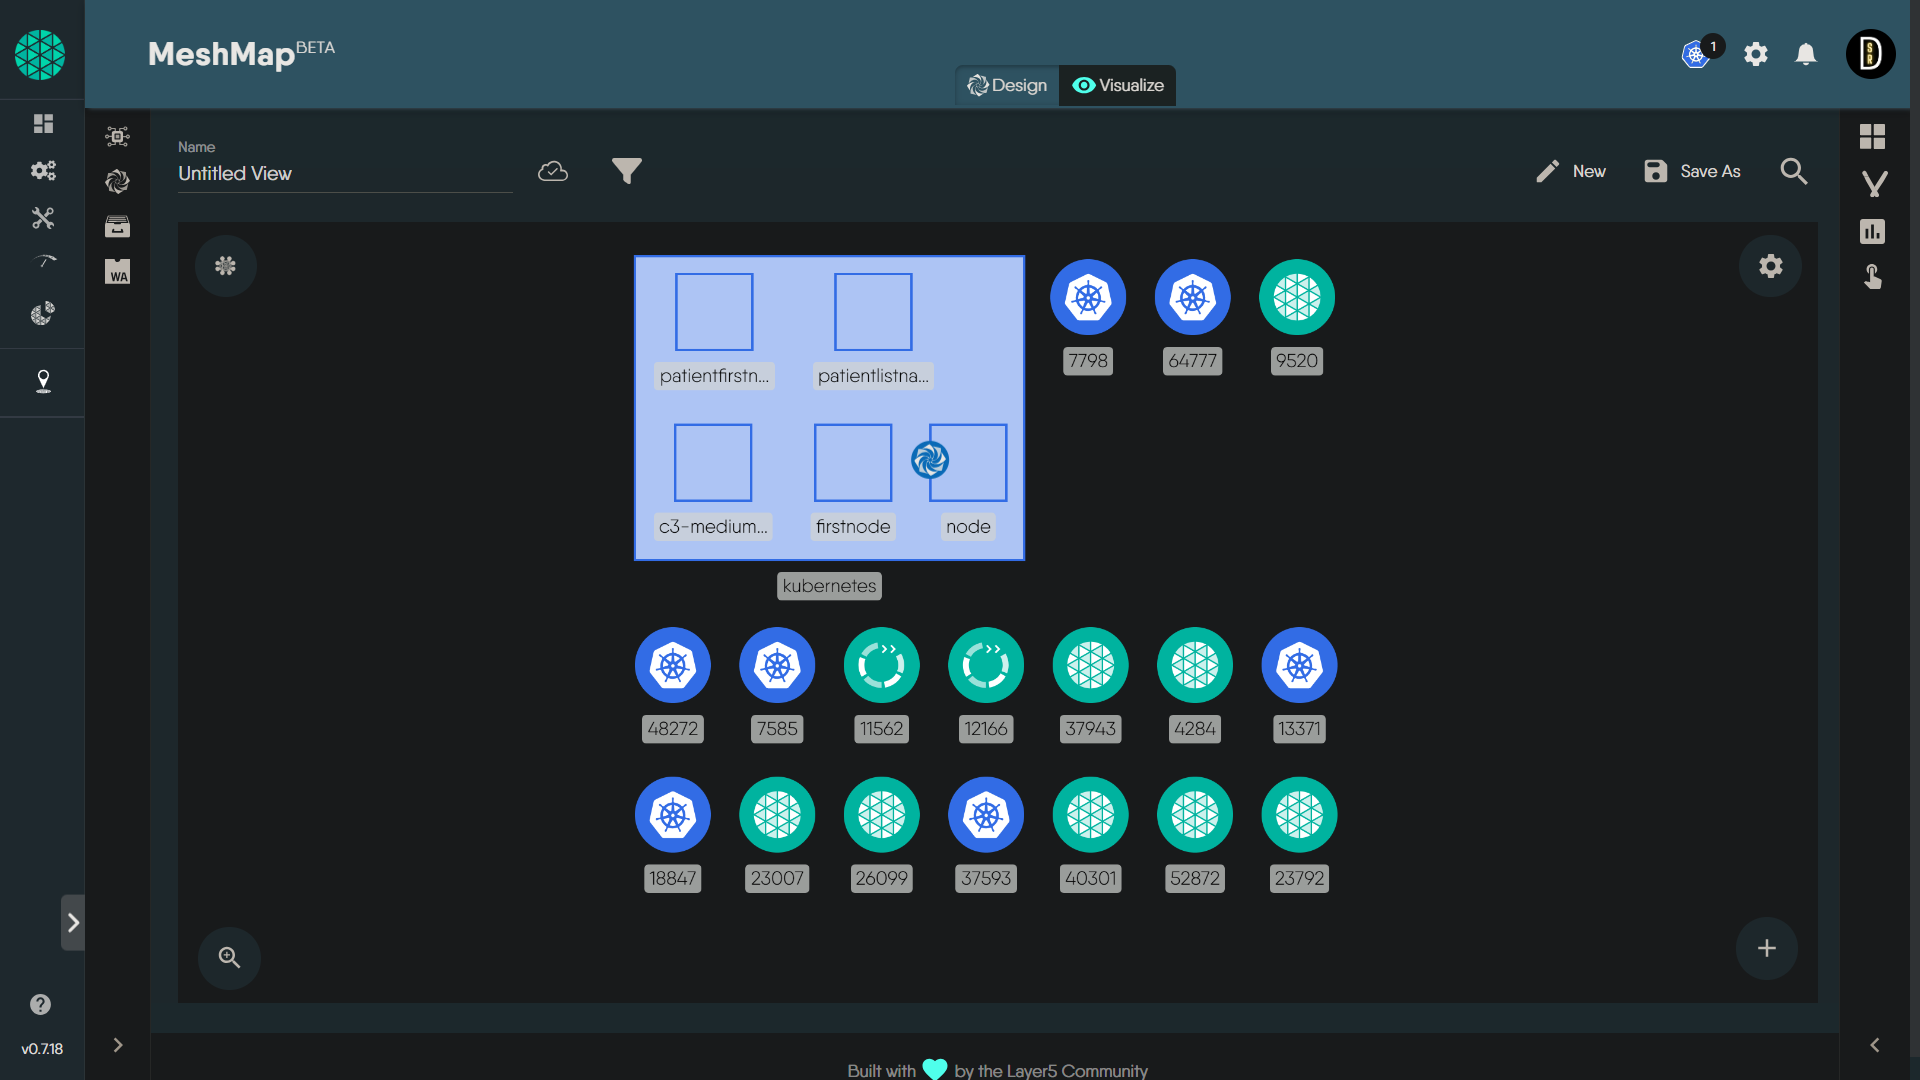 MeshMap BETA
1
D
S
R
Design
Visualize
Name
Untitled View
New
Save As
WA
patientfirstn...
patientlistna...
7798
64777
9520
c3-medium...
firstnode
node
kubernetes
48272
7585
11562
12166
37943
4284
13371
18847
23007
26099
37593
40301
52872
23792
v0.7.18
Built with by the Layer5 Community